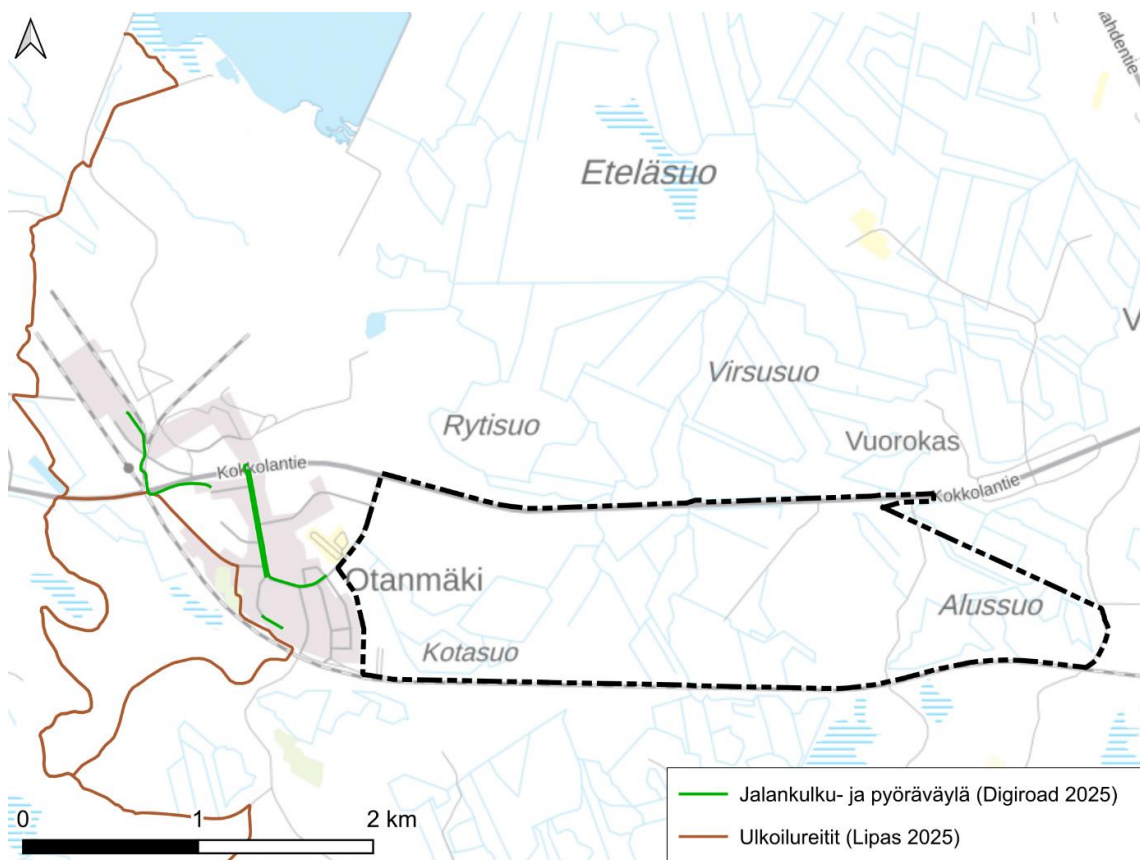 ahdentie
Eteläsuo
V
Virsusuo
Rytisuo
Vuorokas
Kokkolantie
Kokkolantie
Otanmäki
Alussuo
Kotasuo
0 1 2 km
Jalankulku- ja pyöräväylä (Digiroad 2025)
Ulkoilureitit (Lipas 2025)